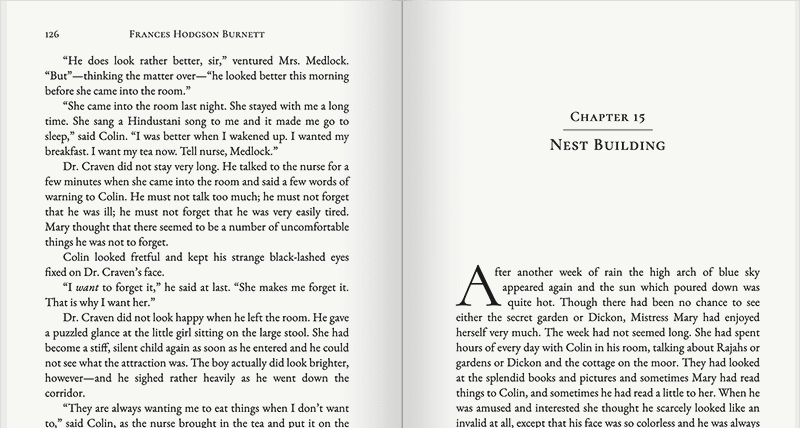 126
Frances Hodgson Burnett
“He does look rather better, sir,” ventured Mrs. Medlock.
“But”—thinking the matter over—“he looked better this morning
before she came into the room.”
“She came into the room last night. She stayed with me a long
time. She sang a Hindustani song to me and it made me go to
sleep,” said Colin. “I was better when I wakened up. I wanted my
breakfast. I want my tea now. Tell nurse, Medlock.”
Dr. Craven did not stay very long. He talked to the nurse for a
few minutes when she came into the room and said a few words of
warning to Colin. He must not talk too much; he must not forget
that he was ill; he must not forget that he was very easily tired.
Mary thought that there seemed to be a number of uncomfortable
things he was not to forget.
Colin looked fretful and kept his strange black-lashed eyes
fixed on Dr. Craven’s face.
“I want to forget it,” he said at last. “She makes me forget it.
That is why I want her.”
Dr. Craven did not look happy when he left the room. He gave
a puzzled glance at the little girl sitting on the large stool. She had
become a stiff, silent child again as soon as he entered and he could
not see what the attraction was. The boy actually did look brighter,
however—and he sighed rather heavily as he went down the
corridor.
“They are always wanting me to eat things when I don’t want
to,” said Colin, as the nurse brought in the tea and put it on the
Chapter 15
Nest Building
After another week of rain the high arch of blue sky
appeared again and the sun which poured down was
quite hot. Though there had been no chance to see
either the secret garden or Dickon, Mistress Mary had enjoyed
herself very much. The week had not seemed long. She had spent
hours of every day with Colin in his room, talking about Rajahs or
gardens or Dickon and the cottage on the moor. They had looked
at the splendid books and pictures and sometimes Mary had read
things to Colin, and sometimes he had read a little to her. When he
was amused and interested she thought he scarcely looked like an
invalid at all, except that his face was so colorless and he was always